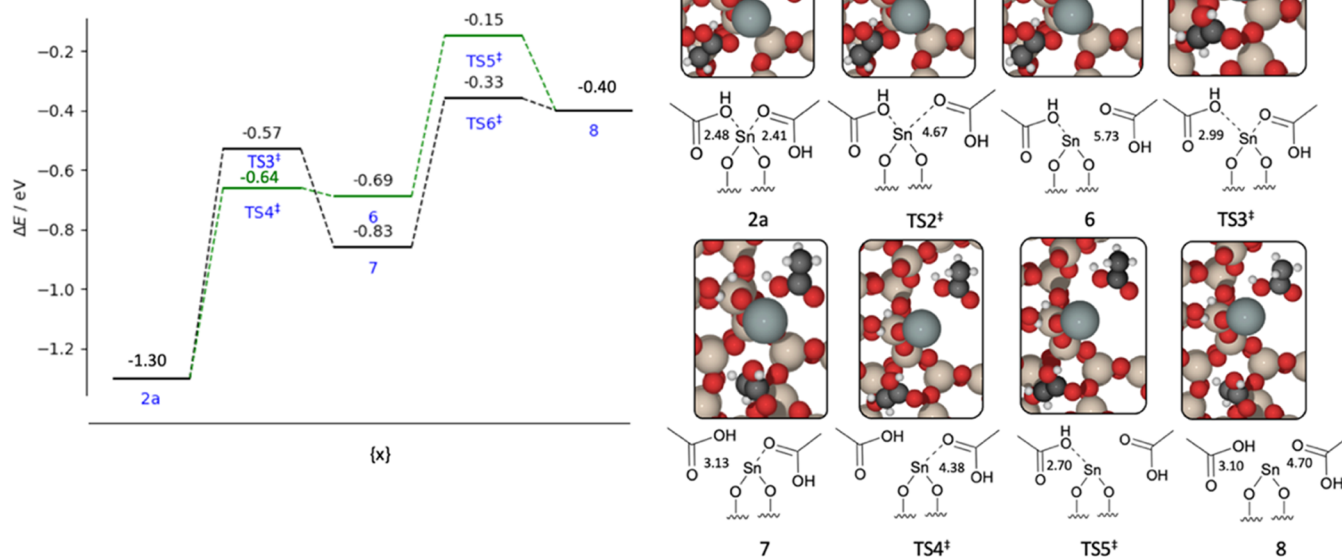 -0.15
−0.2
TS5‡
-0.33
-0.40
−0.4
TS6‡
8
-0.57
TS3‡
−0.6
-0.64
-0.69
TS4‡
6
−0.8
-0.83
7
−1.0
−1.2
-1.30
2a
ΔE / eV
{x}
H
O
O
2.48
Sn
2.41
O
OH
O
O
2a
H
O
O
Sn
4.67
O
OH
O
O
TS2‡
H
O
O
5.73
Sn
O
OH
O
O
6
H
O
O
2.99
Sn
O
OH
O
O
TS3‡
OH
O
3.13
Sn
O
OH
O
O
7
OH
O
Sn
4.38
O
OH
O
O
TS4‡
H
O
O
2.70
Sn
O
OH
O
O
TS5‡
OH
O
3.10
Sn
4.70
O
OH
O
O
8